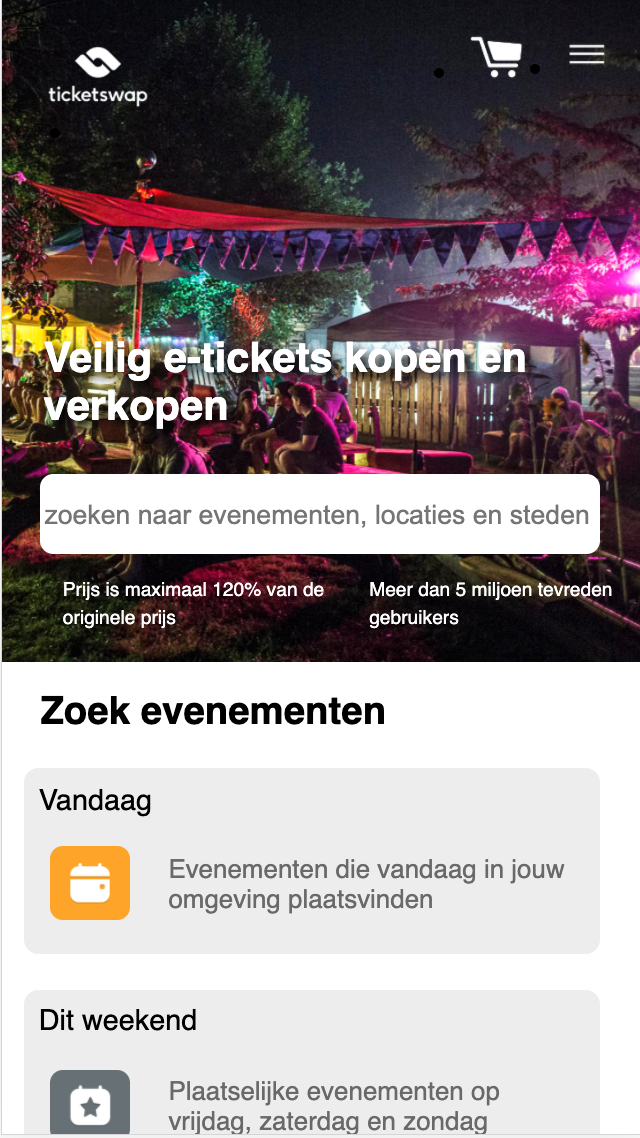 ticketswap
Veilig e-tickets kopen en
verkopen
zoeken naar evenementen, locaties en steden
Prijs is maximaal 120% van de
originele prijs
Meer dan 5 miljoen tevreden
gebruikers
Zoek evenementen
Vandaag
Evenementen die vandaag in jouw
omgeving plaatsvinden
Dit weekend
Plaatselijke evenementen op
vrijdag, zaterdag en zondag